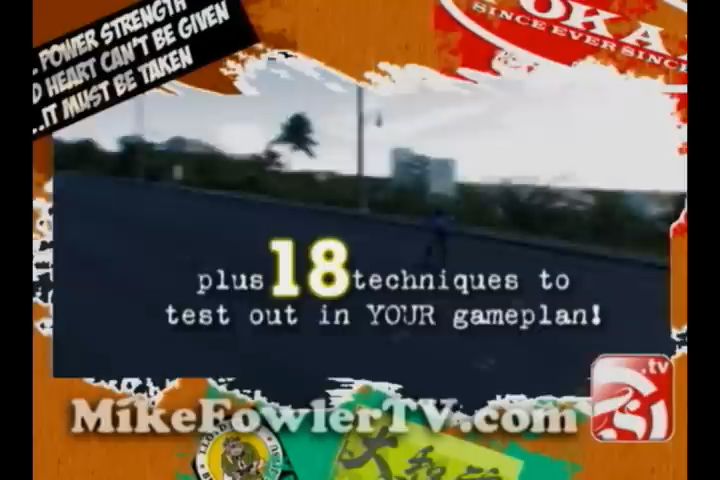 . POWER STRENGTH
D HEART CAN'T BE GIVEN
...IT MUST BE TAKEN
POKA
SINCE EVER SINCE
plus 18 techniques to
test out in YOUR gameplan!
.tv
MikeFowlerTV.com